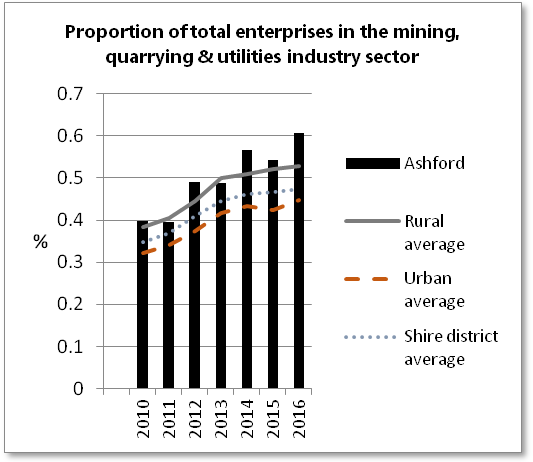 Proportion of total enterprises in the mining,
quarrying & utilities industry sector
0.7
0.6
0.5
0.4
0.3
0.2
0.1
0
%
2010
2011
2012
2013
2014
2015
2016
Ashford
Rural
average
Urban
average
Shire district
average